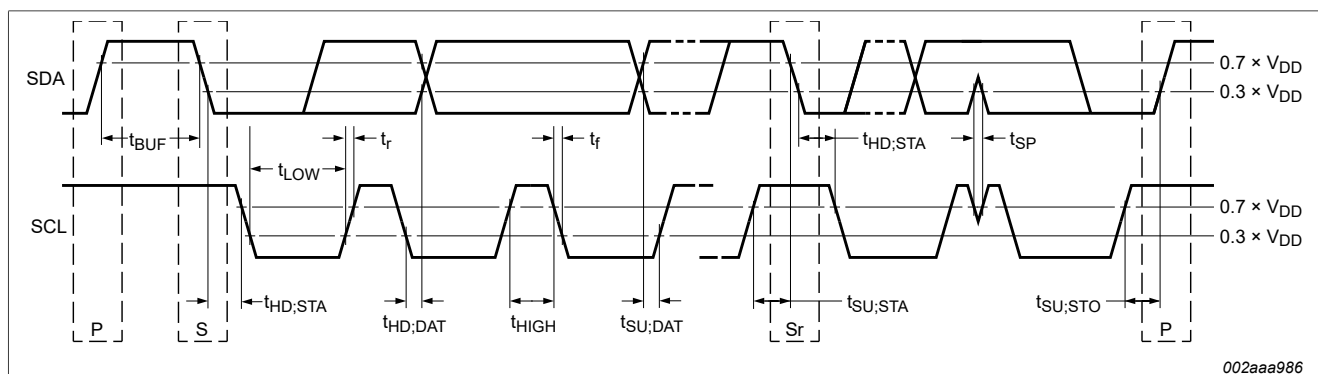 SDA
0.7 × VDD
0.3 × VDD
tBUF
tLOW
tr
tf
tHD;STA
tSP
SCL
0.7 × VDD
0.3 × VDD
tHD;STA
tHD;DAT
tHIGH
tSU;DAT
tSU;STA
tSU;STO
P
S
Sr
P
002aaa986